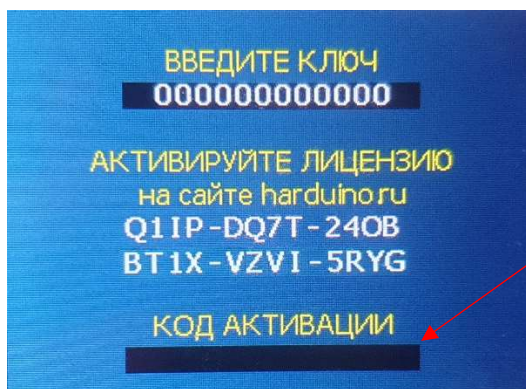 ВВЕДИТЕ КЛЮЧ
000000000000
АКТИВИРУЙТЕ ЛИЦЕНЗИЮ
на сайте harduino.ru
Q1IP-DQ7T-24OB
BT1X-VZVI-5RYG
КОД АКТИВАЦИИ